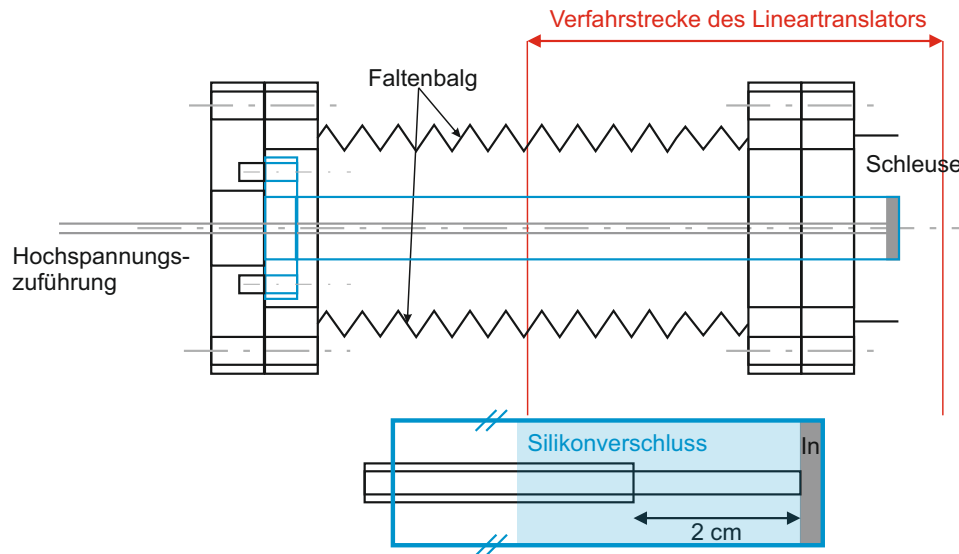 Verfahrstrecke des Lineartranslators
Faltenbalg
Schleuse
Hochspannungs-
zuführung
Silikonverschluss
In
2 cm